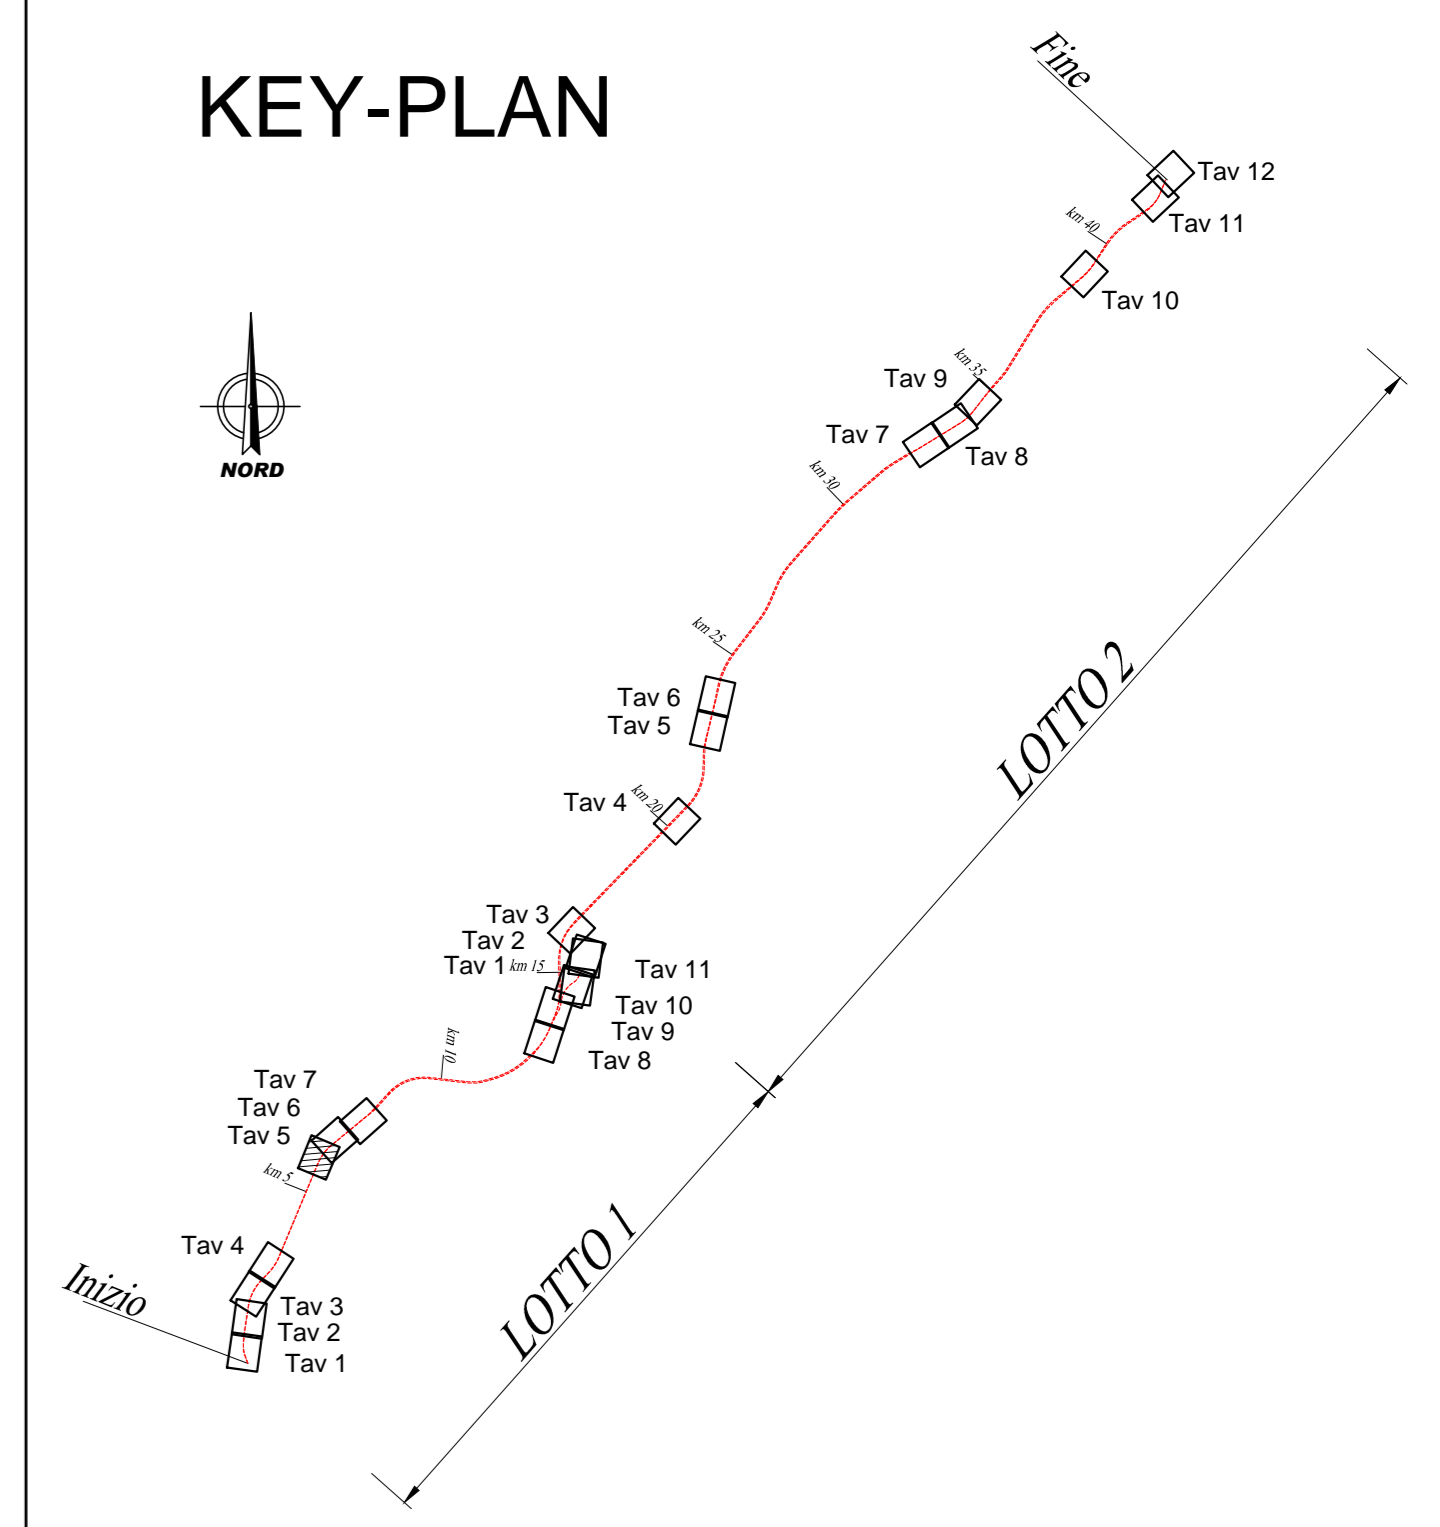 Fine
KEY-PLAN
Tav 12
Tav 11
km 40
Tav 10
km 35
Tav 9
Tav 7
Tav 8
NORD
km 30
km 25
LOTTO 2
Tav 6
Tav 5
km 20
Tav 4
Tav 3
Tav 2
Tav 1
km 15
Tav 11
Tav 10
Tav 9
Tav 8
km 10
Tav 7
Tav 6
Tav 5
km 5
LOTTO 1
Tav 4
Inizio
Tav 3
Tav 2
Tav 1